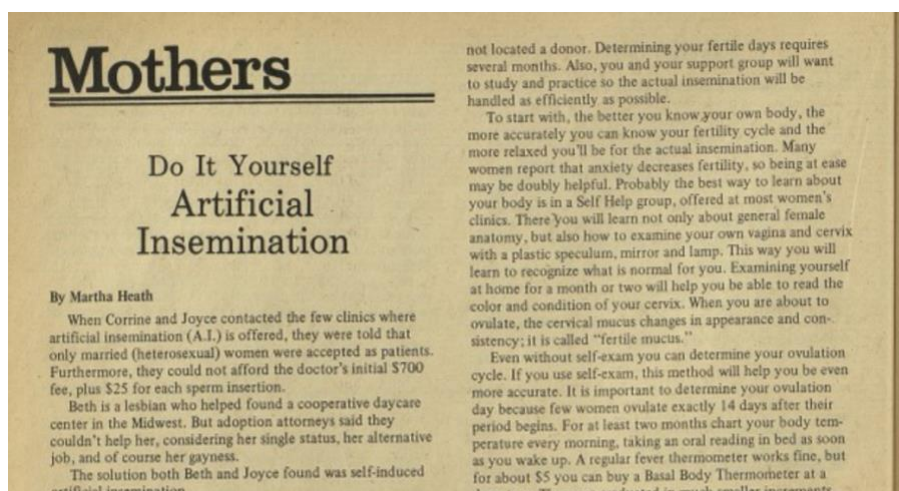 Mothers
Do It Yourself
Artificial
Insemination
By Martha Heath
When Corrine and Joyce contacted the few clinics where
artificial insemination (A.I.) is offered, they were told that
only married (heterosexual) women were accepted as patients.
Furthermore, they could not afford the doctor's initial $700
fee, plus $25 for each sperm insertion.
Beth is a lesbian who helped found a cooperative daycare
center in the Midwest. But adoption attorneys said they
couldn't help her, considering her single status, her alternative
job, and of course her gayness.
The solution both Beth and Joyce found was self-induced
artificial insemination.
not located a donor. Determining your fertile days requires
several months. Also, you and your support group will want
to study and practice so the actual insemination will be
handled as efficiently as possible.
To start with, the better you know your own body, the
more accurately you can know your fertility cycle and the
more relaxed you'll be for the actual insemination. Many
women report that anxiety decreases fertility, so being at ease
may be doubly helpful. Probably the best way to learn about
your body is in a Self Help group, offered at most women's
clinics. There you will learn not only about general female
anatomy, but also how to examine your own vagina and cervix
with a plastic speculum, mirror and lamp. This way you will
learn to recognize what is normal for you. Examining yourself
at home for a month or two will help you be able to read the
color and condition of your cervix. When you are about to
ovulate, the cervical mucus changes in appearance and con-
sistency; it is called "fertile mucus."
Even without self-exam you can determine your ovulation
cycle. If you use self-exam, this method will help you be even
more accurate. It is important to determine your ovulation
day because few women ovulate exactly 14 days after their
period begins. For at least two months chart your body tem-
perature every morning, taking an oral reading in bed as soon
as you wake up. A regular fever thermometer works fine, but
for about $5 you can buy a Basal Body Thermometer at a